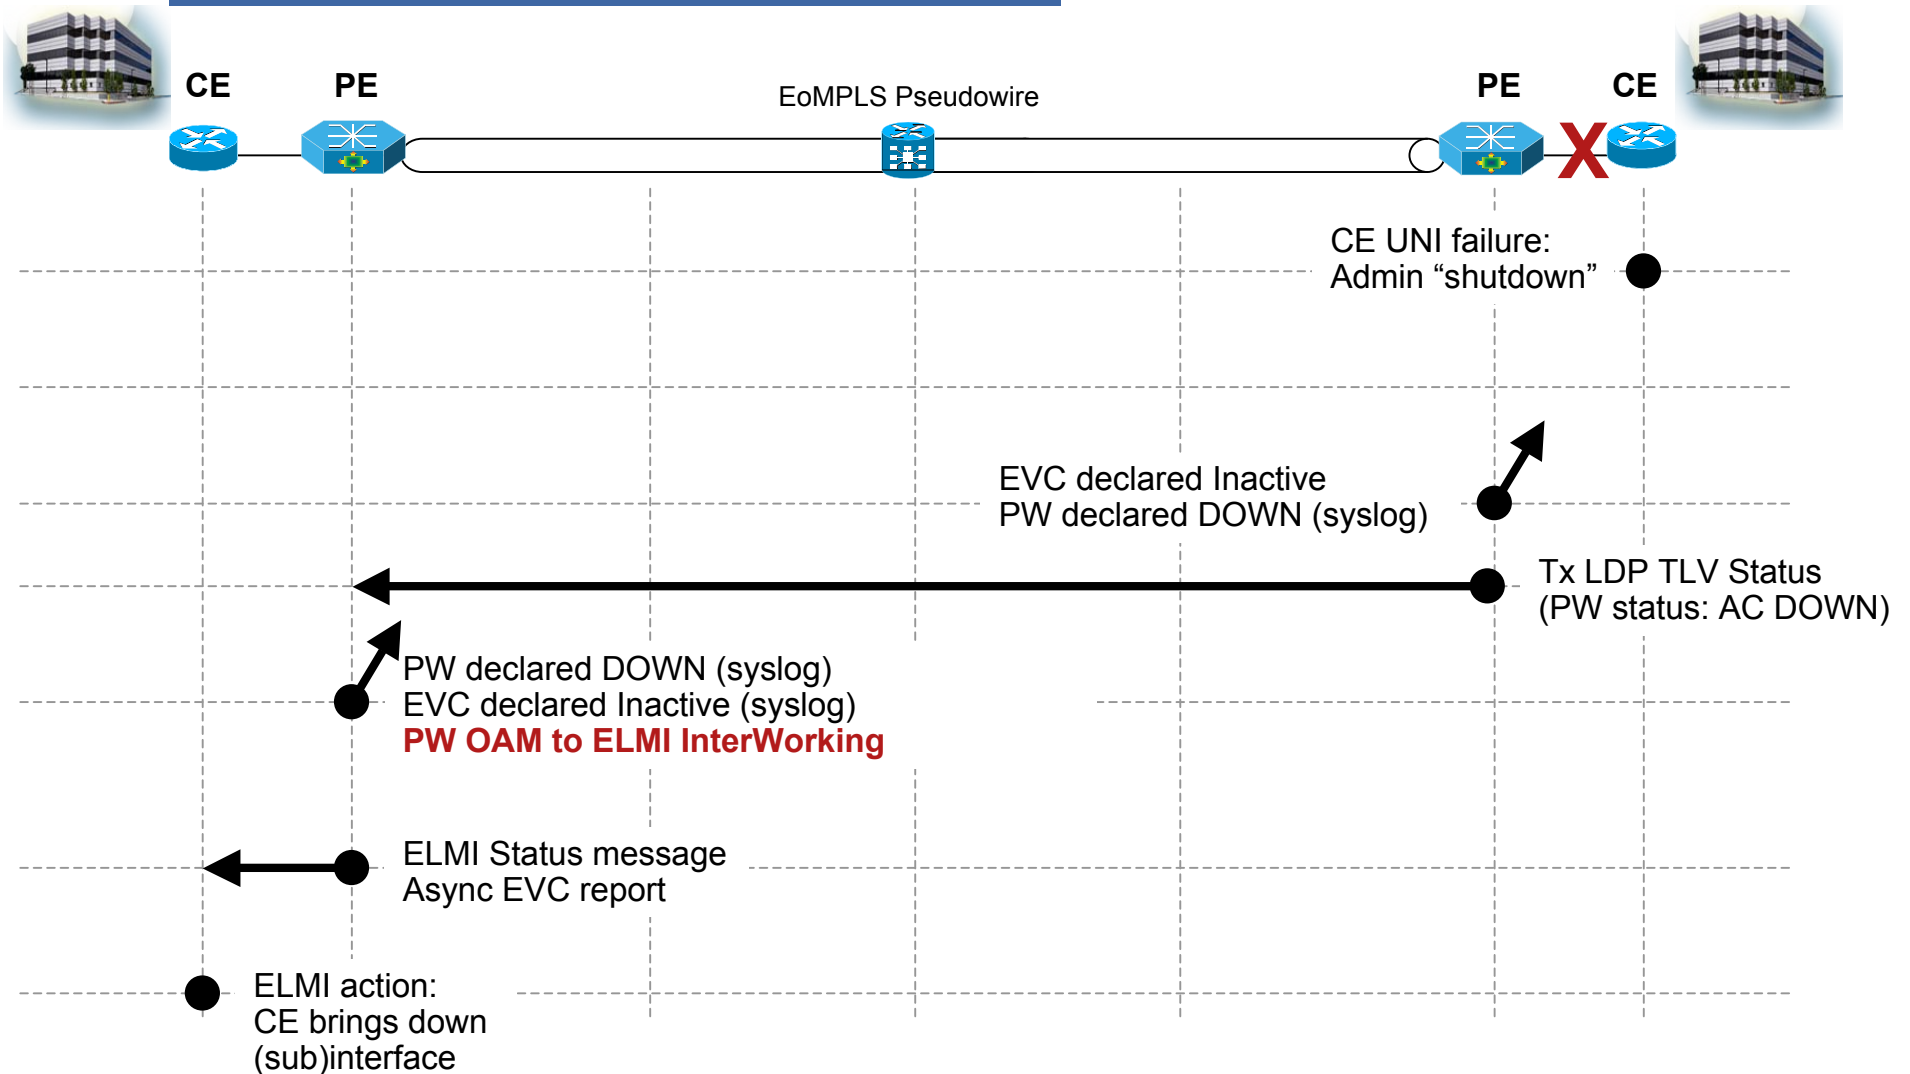 CE
PE
EoMPLS Pseudowire
PE
CE
X
CE UNI failure:
Admin “shutdown”
EVC declared Inactive
PW declared DOWN (syslog)
Tx LDP TLV Status
(PW status: AC DOWN)
PW declared DOWN (syslog)
EVC declared Inactive (syslog)
PW OAM to ELMI InterWorking
ELMI Status message
Async EVC report
ELMI action:
CE brings down
(sub)interface